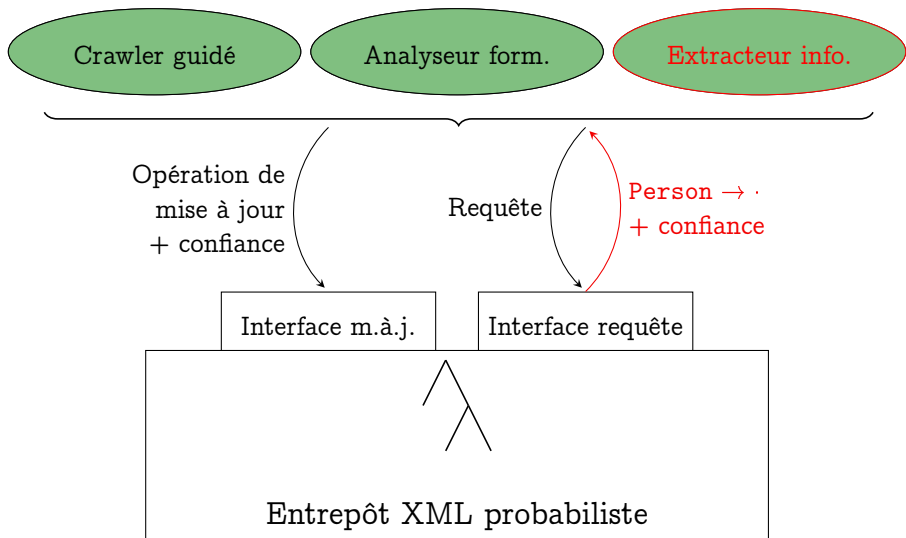 Crawler guidé
Analyseur form.
Extracteur info.
Opération de
mise à jour
+ confiance
Requête
Person → ·
+ confiance
Interface m.à.j.
Interface requête
Entrepôt XML probabiliste